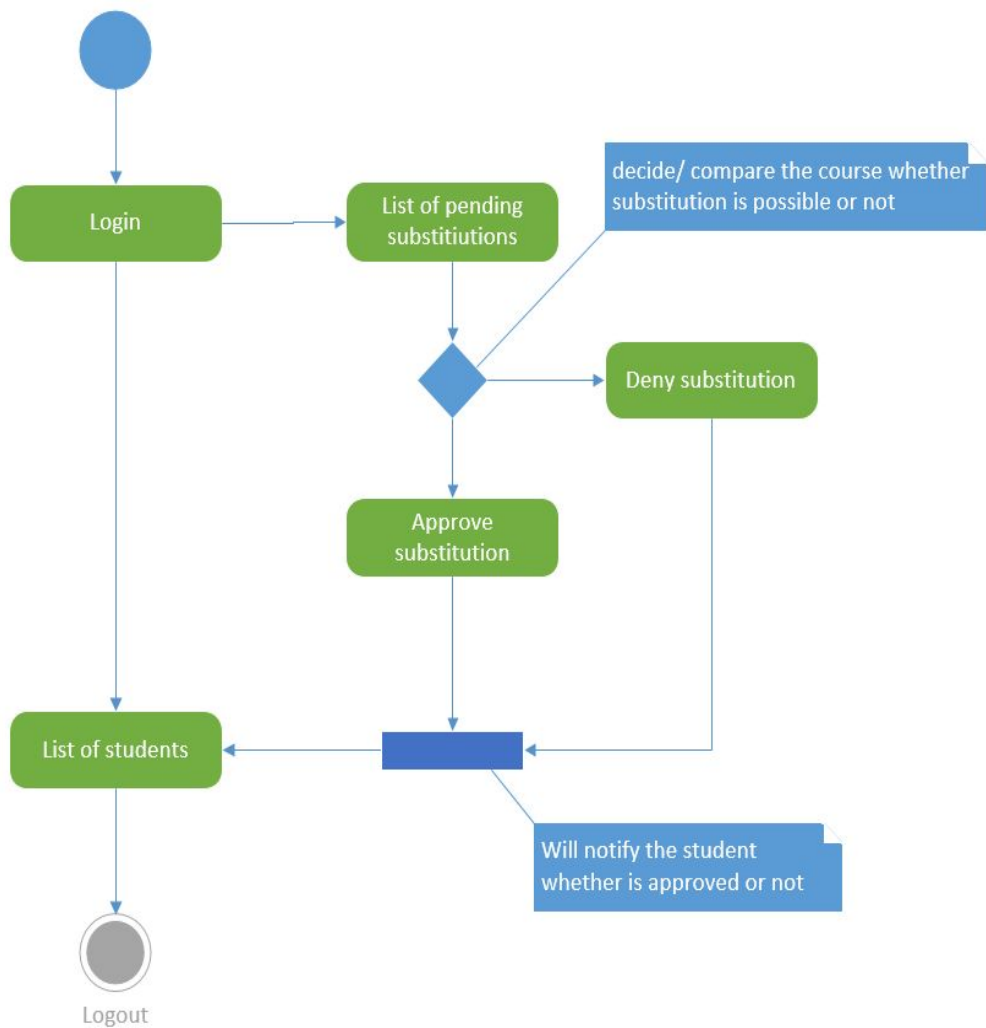 decide/ compare the course whether
substitution is possible or not
Login
List of pending
substitiutions
Deny substitution
Approve
substitution
List of students
Will notify the student
whether is approved or not
Logout